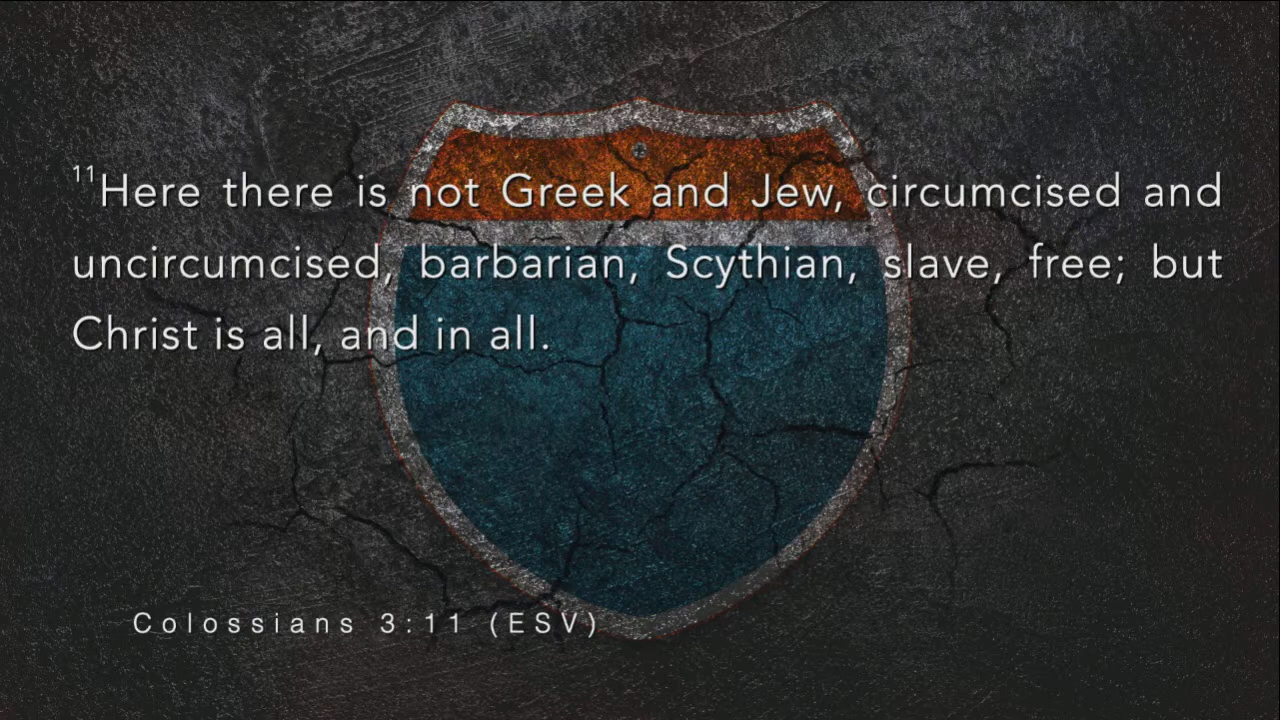 11Here there is not Greek and Jew, circumcised and
uncircumcised, barbarian, Scythian, slave, free; but
Christ is all, and in all.
Colossians 3:11 (ESV)